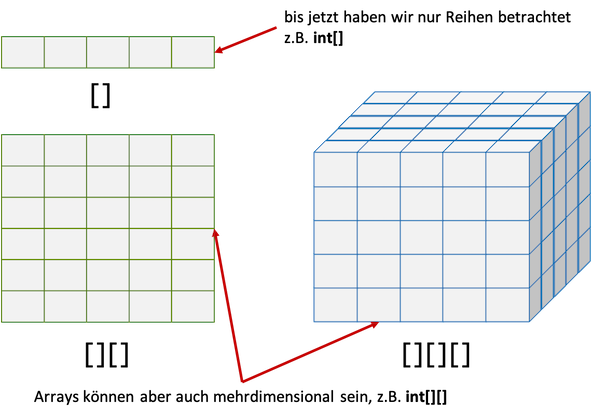 bis jetzt haben wir nur Reihen betrachtet
z.B. int[]
[]
[][]
[][][]
Arrays können aber auch mehrdimensional sein, z.B. int[][]